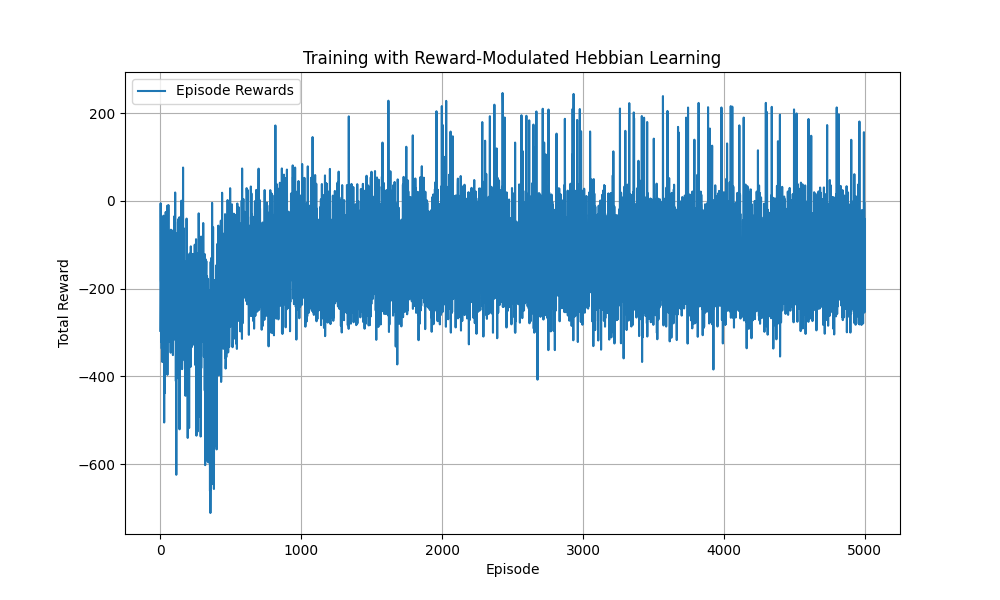 Training with Reward-Modulated Hebbian Learning
Episode Rewards
200
0
−200
−400
−600
Total Reward
0 1000 2000 3000 4000 5000
Episode